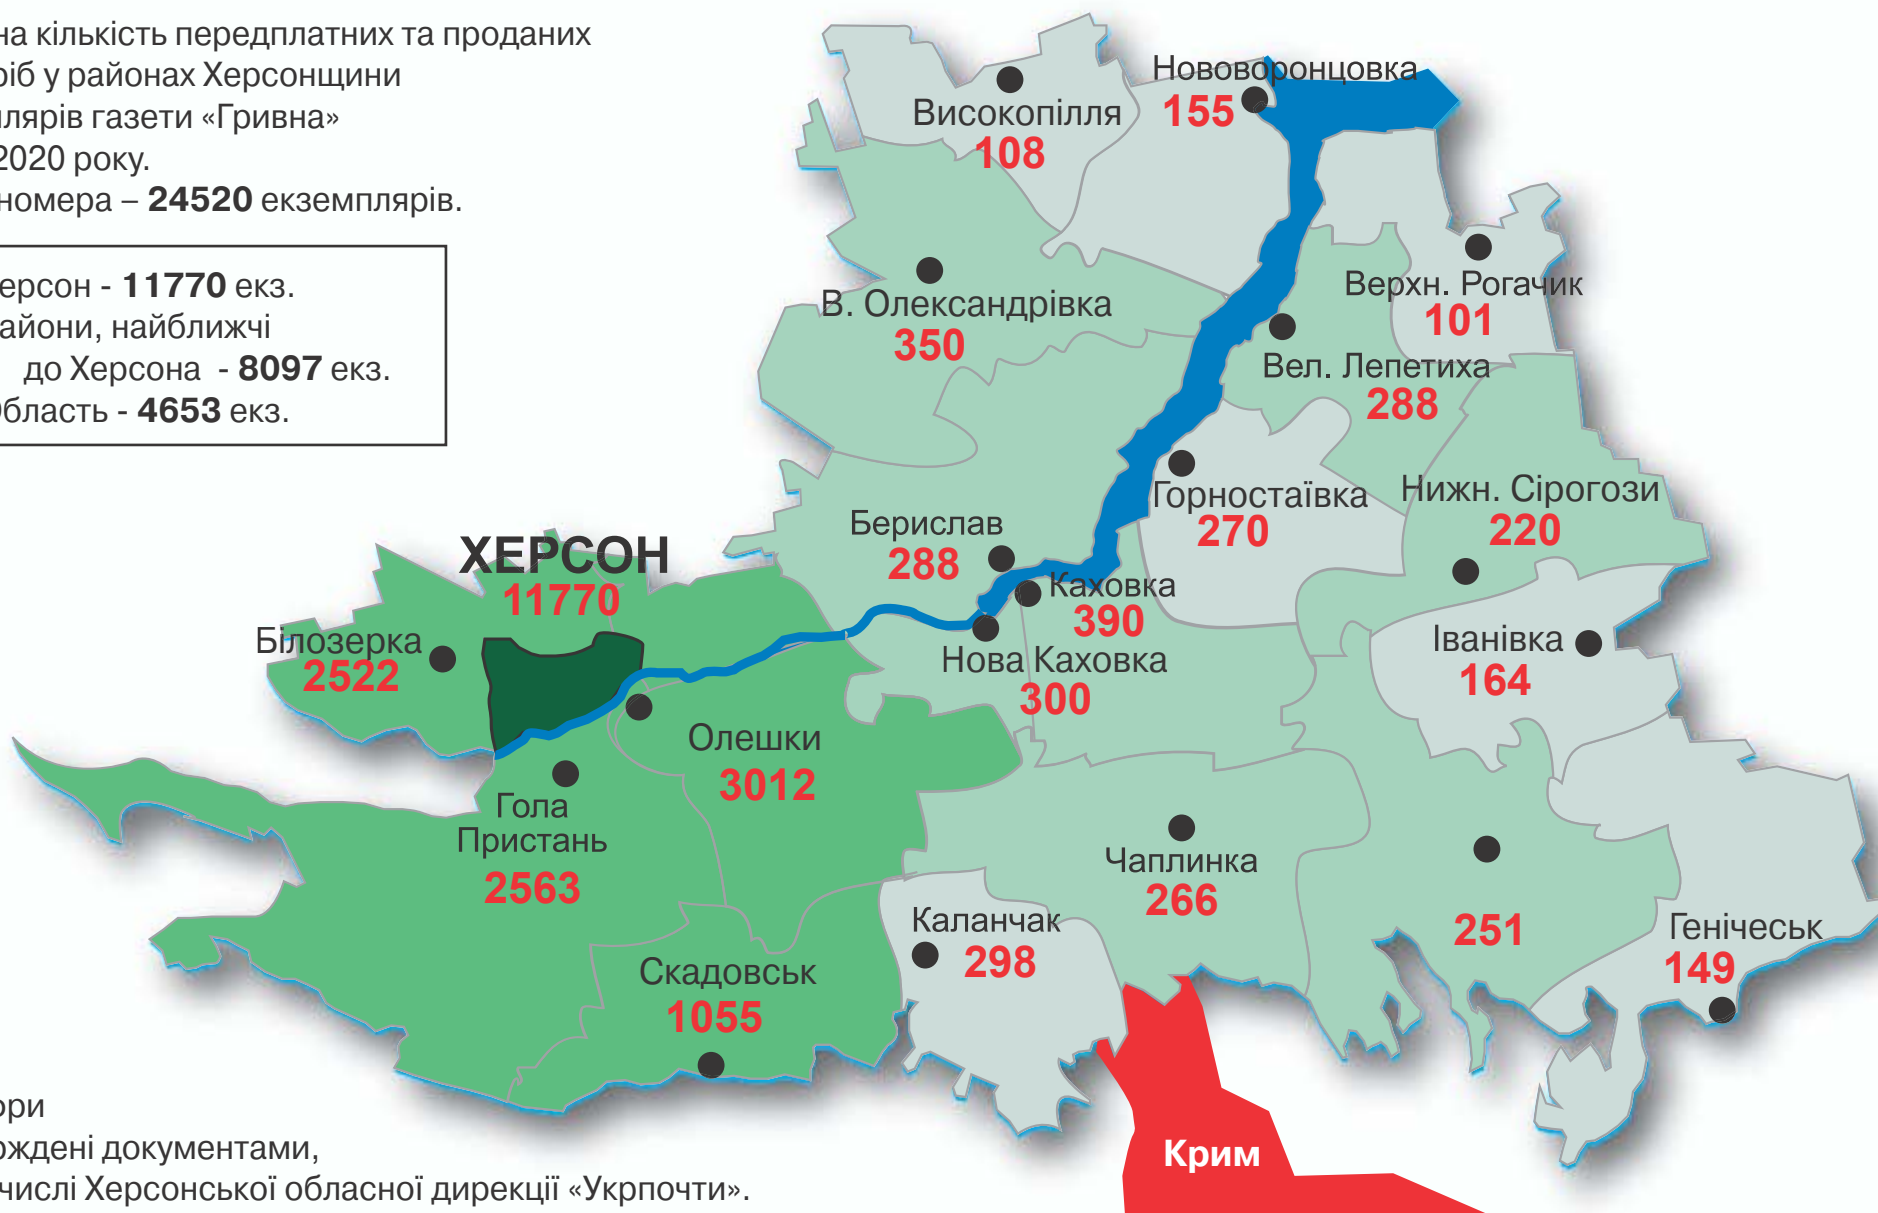 на кількість передплатних та проданих
ріб у районах Херсонщини
лярів газети «Гривна»
2020 року.
номера – 24520 екземплярів.
ерсон - 11770 екз.
айони, найближчі
до Херсона - 8097 екз.
Область - 4653 екз.
Нововоронцовка
155
Високопілля
108
В. Олександрівка
350
Верхн. Рогачик
101
Вел. Лепетиха
288
Горностаївка
270
Нижн. Сірогози
220
Берислав
288
ХЕРСОН
11770
Каховка
390
Білозерка
2522
Нова Каховка
300
Іванівка
164
Олешки
3012
Гола
Пристань
2563
Чаплинка
266
Каланчак
298
251
Генічеськ
149
Скадовськ
1055
Крим
ори
рждені документами,
числі Херсонської обласної дирекції «Укрпочти».